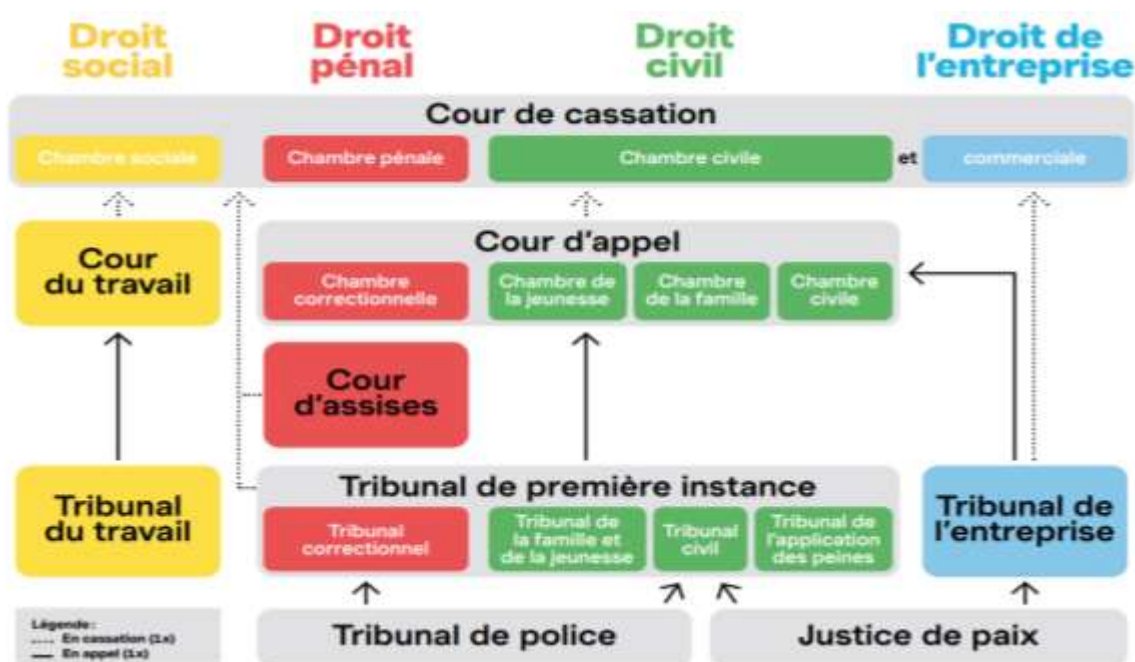 Droit
social
Droit
pénal
Droit
civil
Droit de
l'entreprise
Cour de cassation
Chambre sociale
Chambre pénale
Chambre civile
et
commerciale
Cour
du travail
Cour d'appel
Chambre
correctionnelle
Chambre de
la jeunesse
Chambre
de la famille
Chambre
civile
Cour
d'assises
Tribunal
du travail
Tribunal de première instance
Tribunal
correctionnel
Tribunal de
la famille et
de la jeunesse
Tribunal
civil
Tribunal de
l'application
des peines
Tribunal de
l'entreprise
Tribunal de police
Justice de paix
Légende :
En cassation (1x)
En appel (1x)